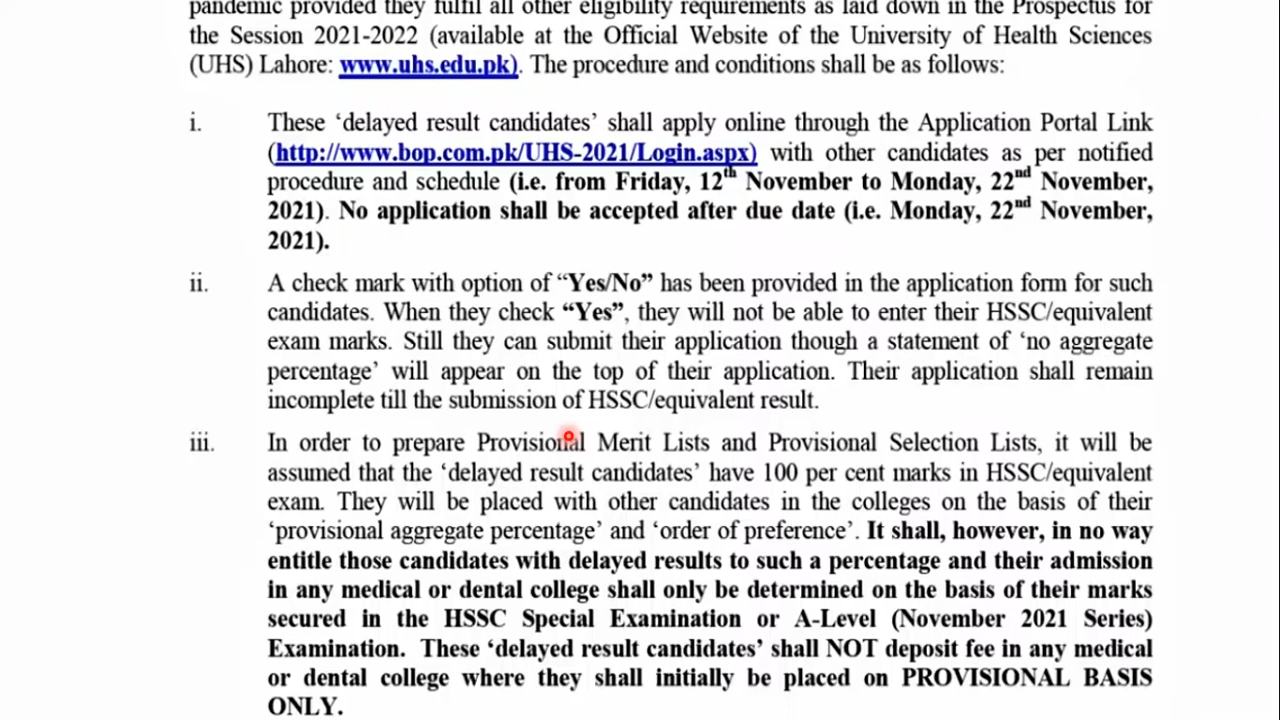 pandemic provided they fulfil all other eligibility requirements as laid down in the Prospectus for
the Session 2021-2022 (available at the Official Website of the University of Health Sciences
(UHS) Lahore: www.uhs.edu.pk). The procedure and conditions shall be as follows:
i. These ‘delayed result candidates’ shall apply online through the Application Portal Link
(http://www.bop.com.pk/UHS-2021/Login.aspx) with other candidates as per notified
procedure and schedule (i.e. from Friday, 12th November to Monday, 22nd November,
2021). No application shall be accepted after due date (i.e. Monday, 22nd November,
2021).
ii. A check mark with option of “Yes/No” has been provided in the application form for such
candidates. When they check “Yes”, they will not be able to enter their HSSC/equivalent
exam marks. Still they can submit their application though a statement of ‘no aggregate
percentage’ will appear on the top of their application. Their application shall remain
incomplete till the submission of HSSC/equivalent result.
iii. In order to prepare Provisional Merit Lists and Provisional Selection Lists, it will be
assumed that the ‘delayed result candidates’ have 100 per cent marks in HSSC/equivalent
exam. They will be placed with other candidates in the colleges on the basis of their
‘provisional aggregate percentage’ and ‘order of preference’. It shall, however, in no way
entitle those candidates with delayed results to such a percentage and their admission
in any medical or dental college shall only be determined on the basis of their marks
secured in the HSSC Special Examination or A-Level (November 2021 Series)
Examination. These ‘delayed result candidates’ shall NOT deposit fee in any medical
or dental college where they shall initially be placed on PROVISIONAL BASIS
ONLY.